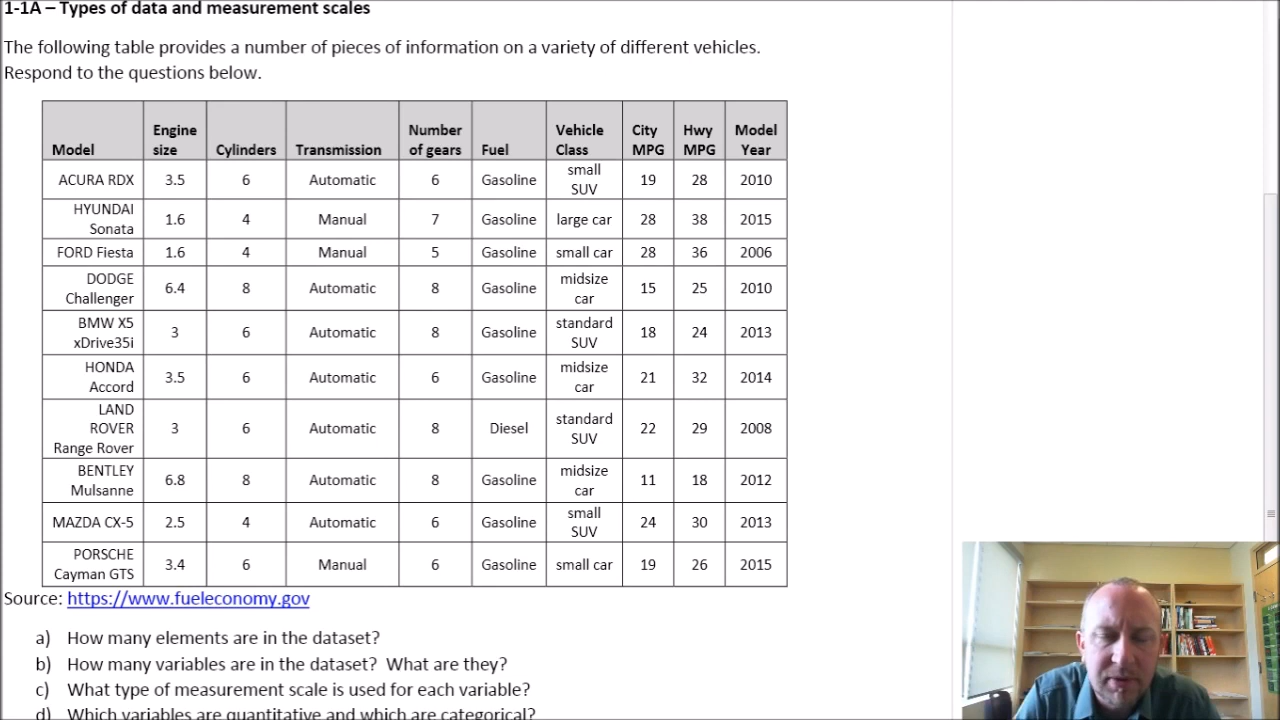 1-1A – Types of data and measurement scales
The following table provides a number of pieces of information on a variety of different vehicles.
Respond to the questions below.
Model Engine size Cylinders Transmission Number of gears Fuel Vehicle Class City MPG Hwy MPG Model Year
ACURA RDX 3.5 6 Automatic 6 Gasoline small SUV 19 28 2010
HYUNDAI Sonata 1.6 4 Manual 7 Gasoline large car 28 38 2015
FORD Fiesta 1.6 4 Manual 5 Gasoline small car 28 36 2006
DODGE Challenger 6.4 8 Automatic 8 Gasoline midsize car 15 25 2010
BMW X5 xDrive35i 3 6 Automatic 8 Gasoline standard SUV 18 24 2013
HONDA Accord 3.5 6 Automatic 6 Gasoline midsize car 21 32 2014
LAND ROVER Range Rover 3 6 Automatic 8 Diesel standard SUV 22 29 2008
BENTLEY Mulsanne 6.8 8 Automatic 8 Gasoline midsize car 11 18 2012
MAZDA CX-5 2.5 4 Automatic 6 Gasoline small SUV 24 30 2013
PORSCHE Cayman GTS 3.4 6 Manual 6 Gasoline small car 19 26 2015
Source: https://www.fueleconomy.gov
a) How many elements are in the dataset?
b) How many variables are in the dataset? What are they?
c) What type of measurement scale is used for each variable?
d) Which variables are quantitative and which are categorical?